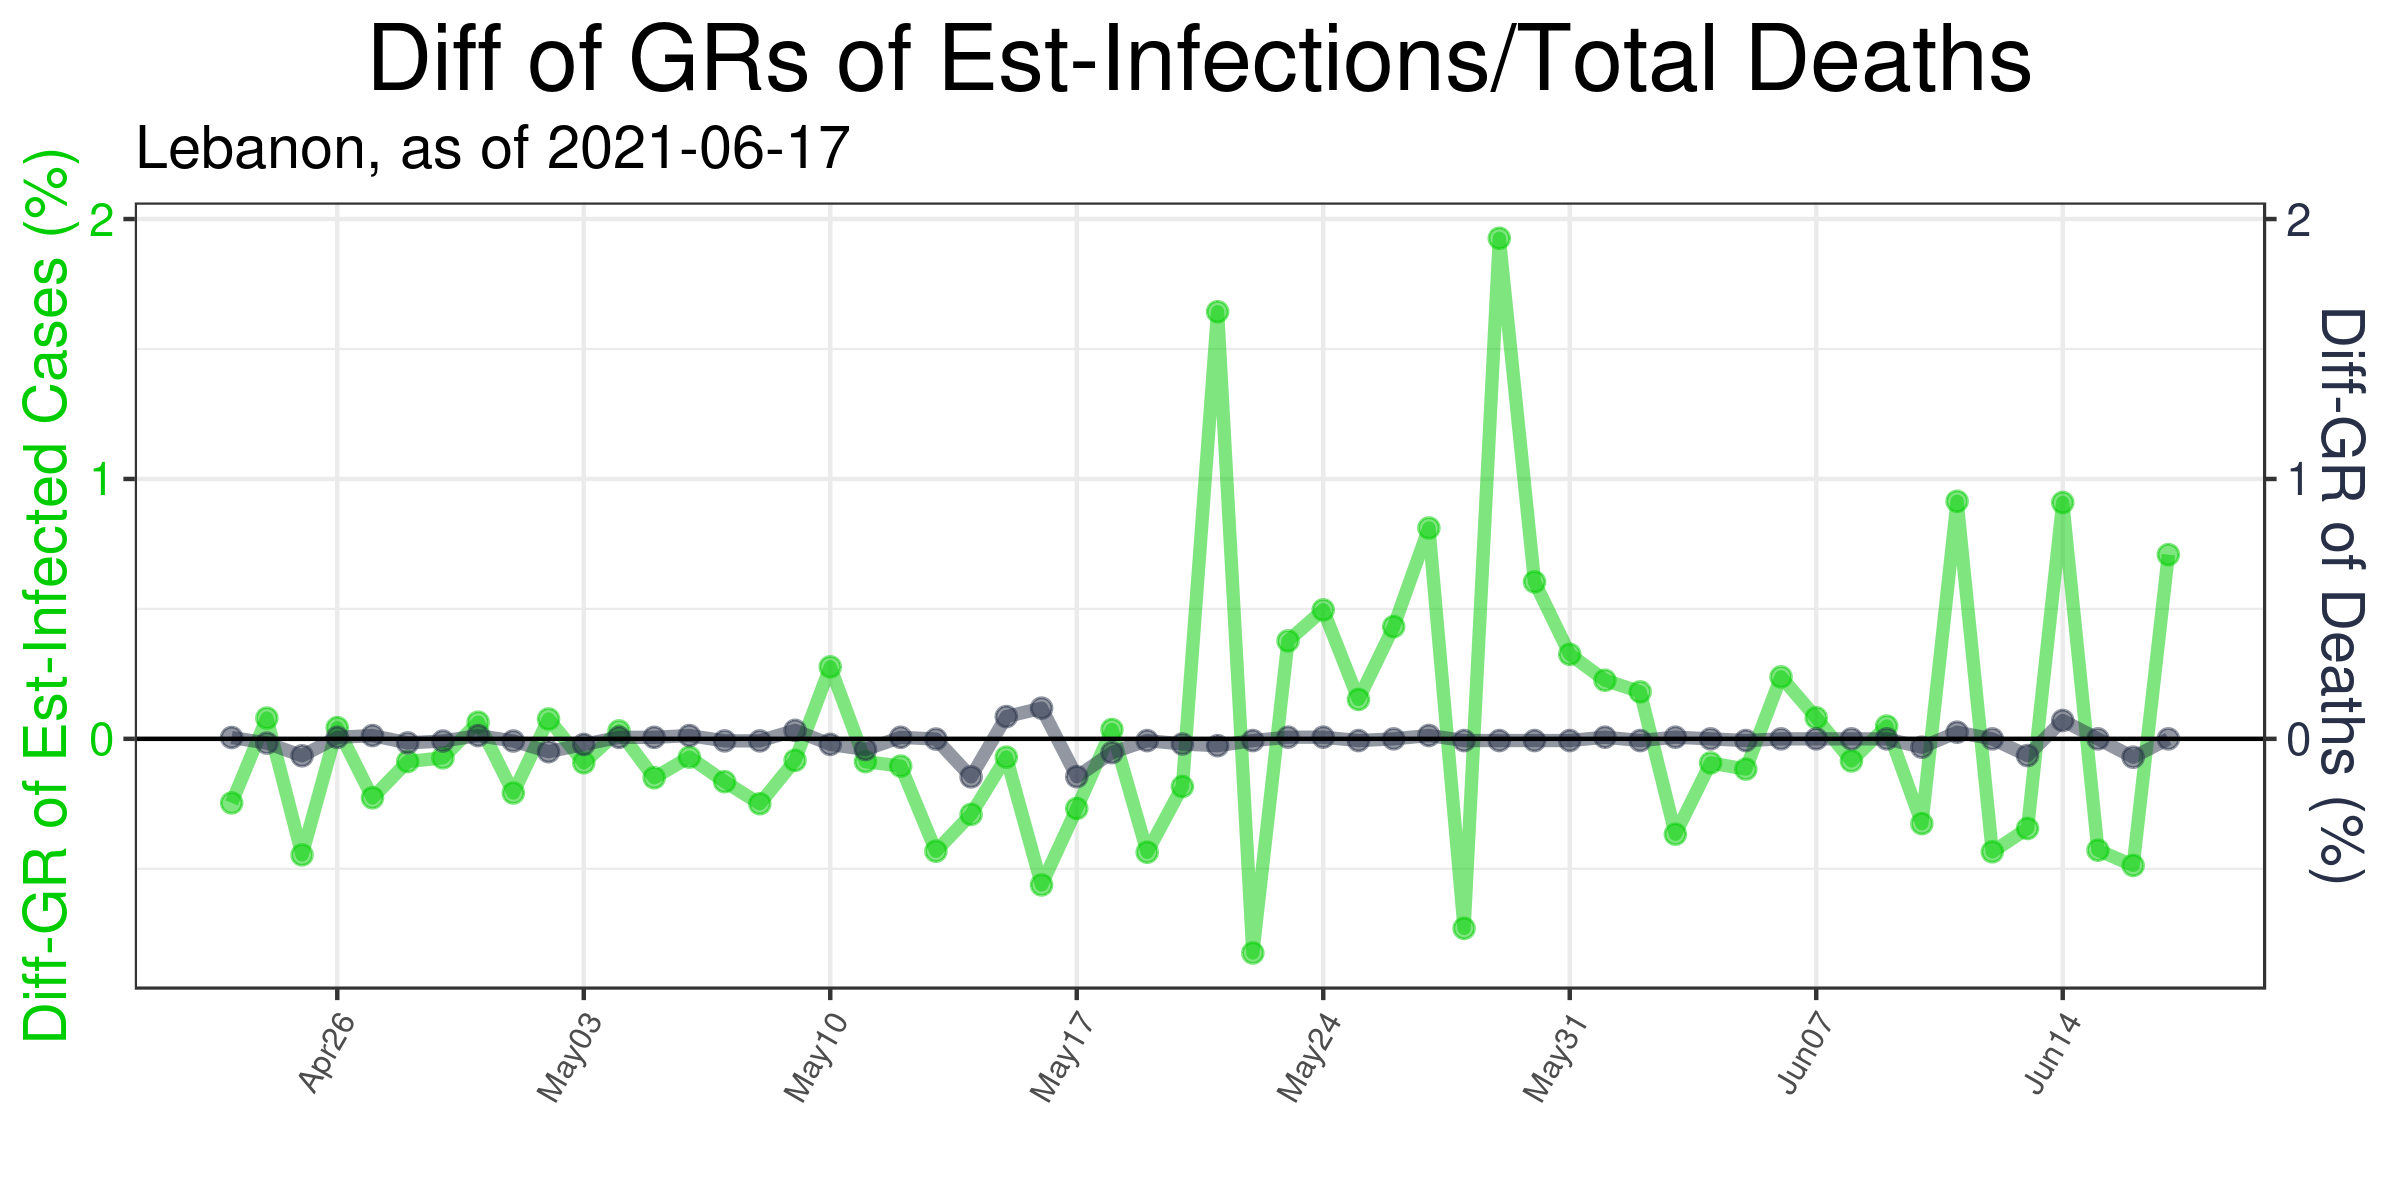 Diff of GRs of Est-Infections/Total Deaths
Lebanon, as of 2021-06-17
Diff-GR of Est-Infected Cases (%)
2
1
0
2
1
0
Diff-GR of Deaths (%)
Apr26
May03
May10
May17
May24
May31
Jun07
Jun14